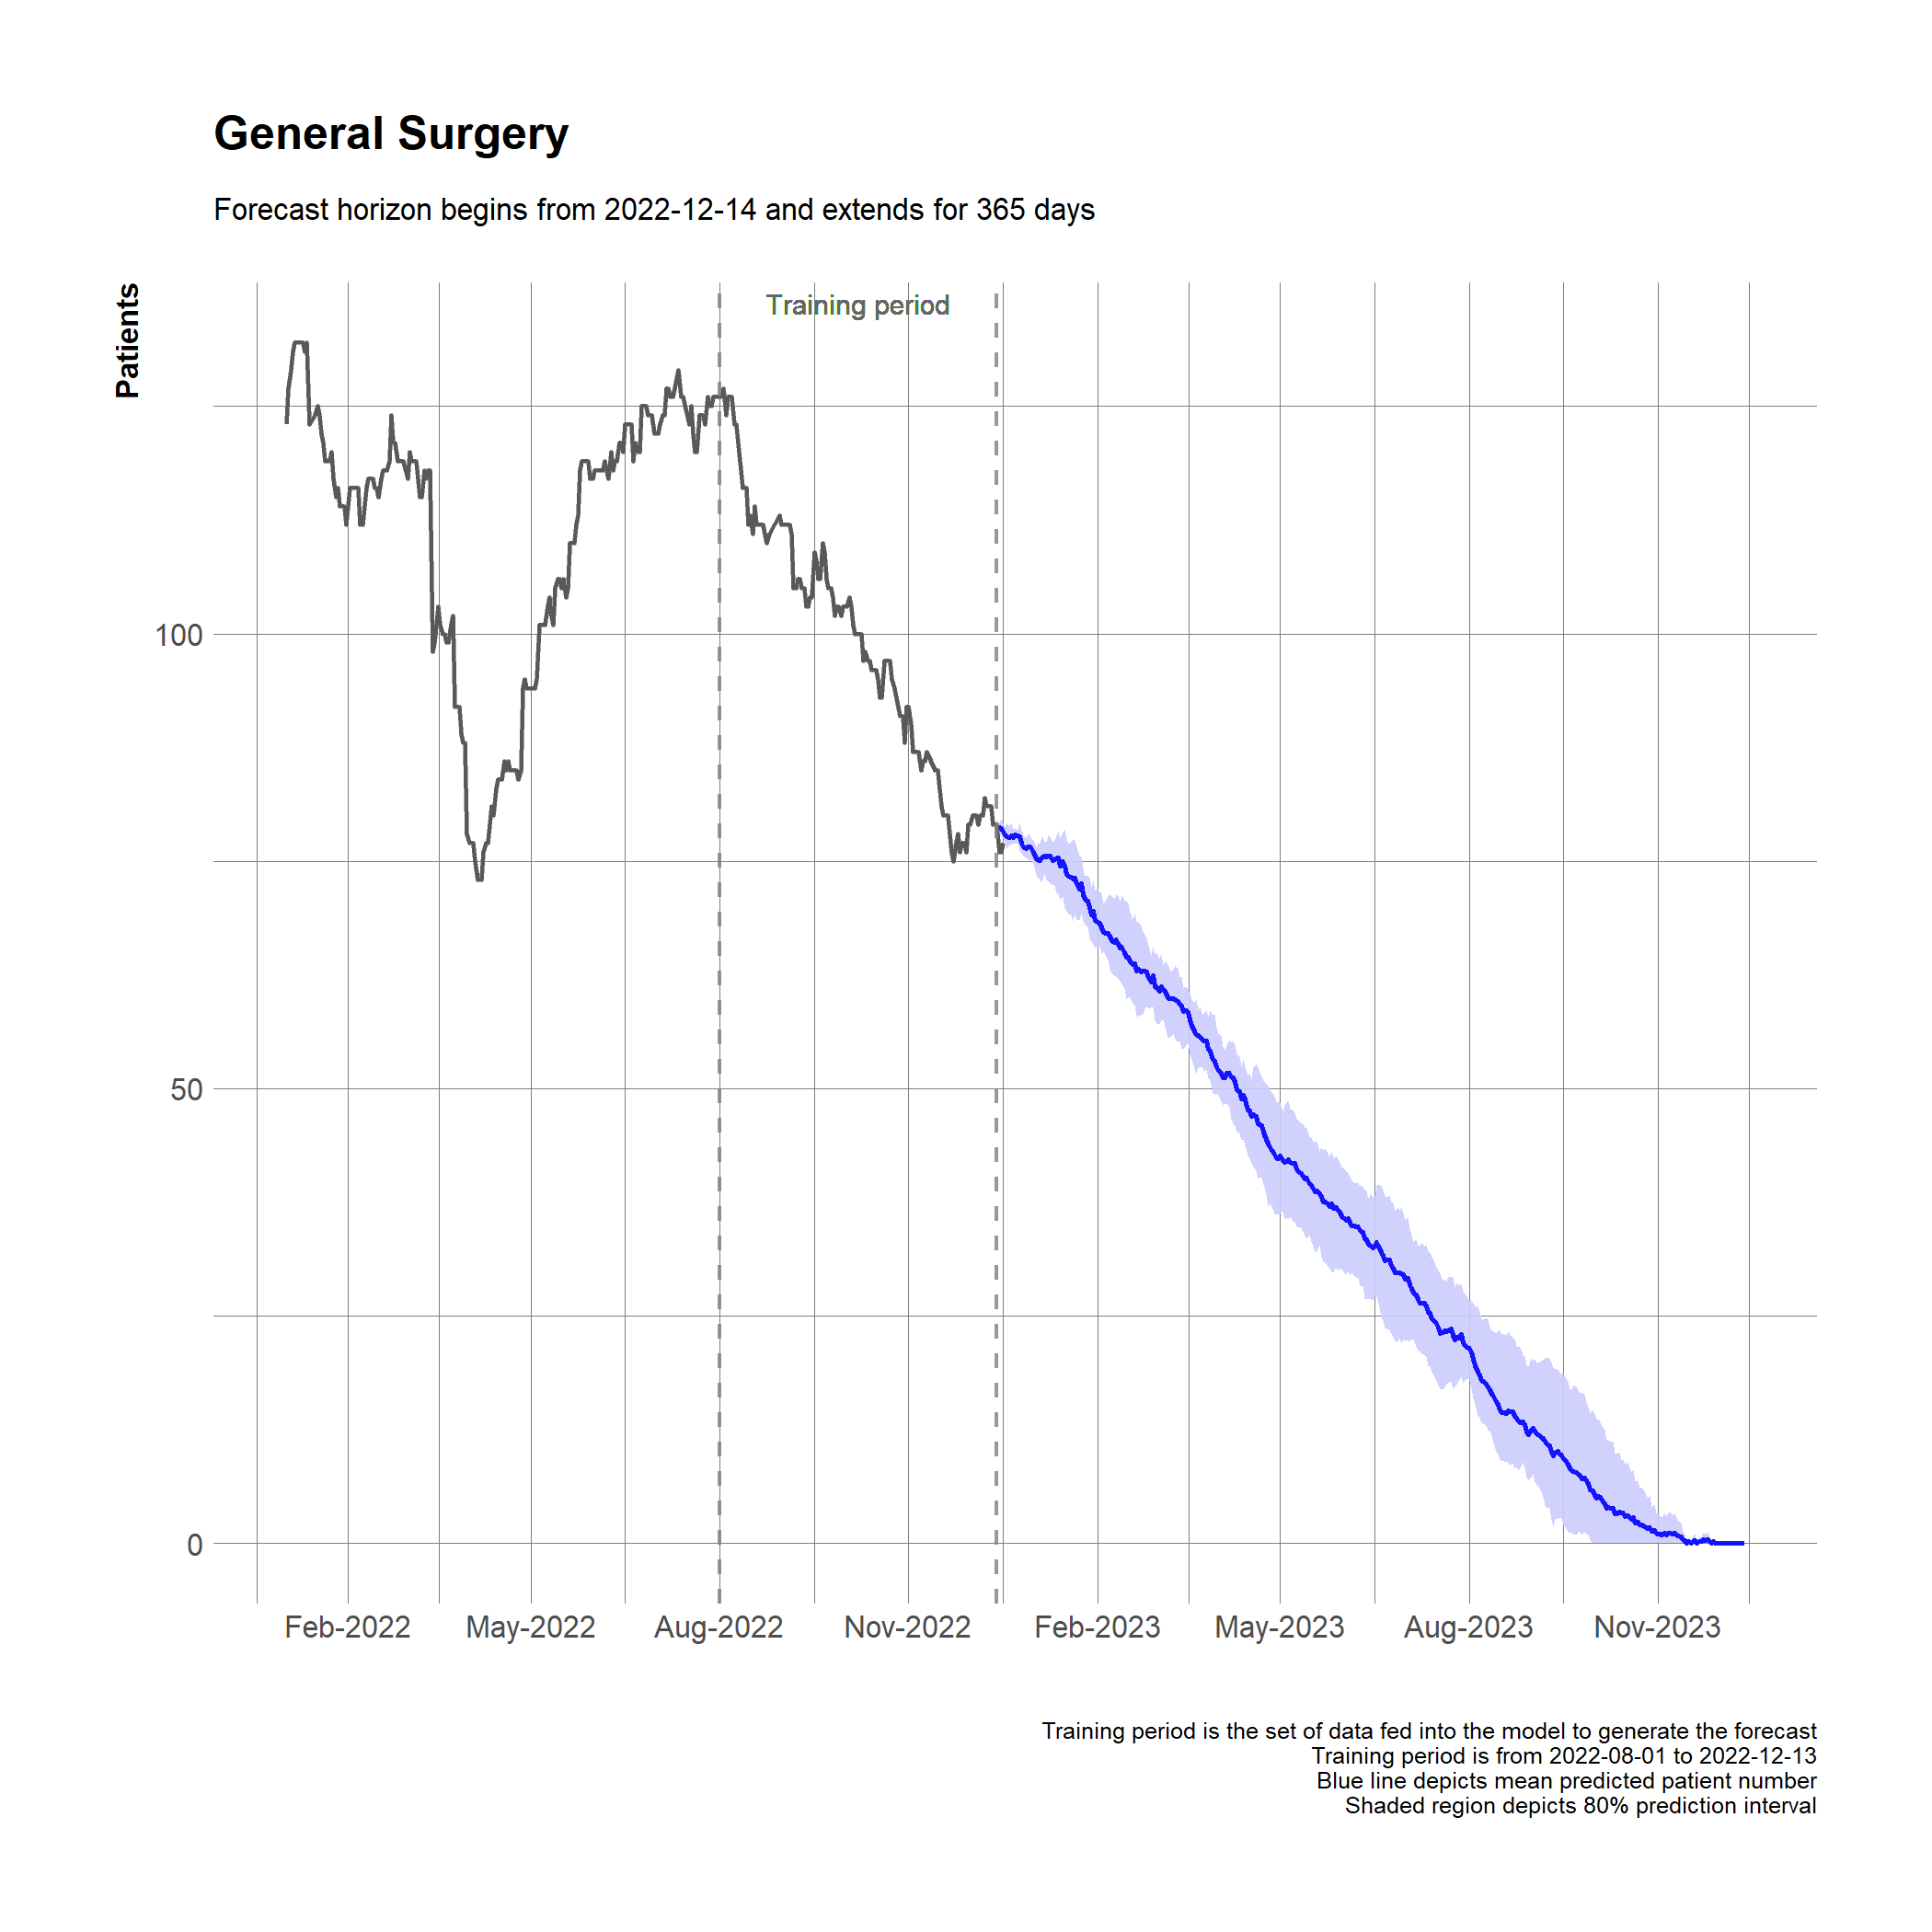 General Surgery
Forecast horizon begins from 2022-12-14 and extends for 365 days
Patients
Training period
100
50
0
Feb-2022 May-2022 Aug-2022 Nov-2022 Feb-2023 May-2023 Aug-2023 Nov-2023
Training period is the set of data fed into the model to generate the forecast
Training period is from 2022-08-01 to 2022-12-13
Blue line depicts mean predicted patient number
Shaded region depicts 80% prediction interval